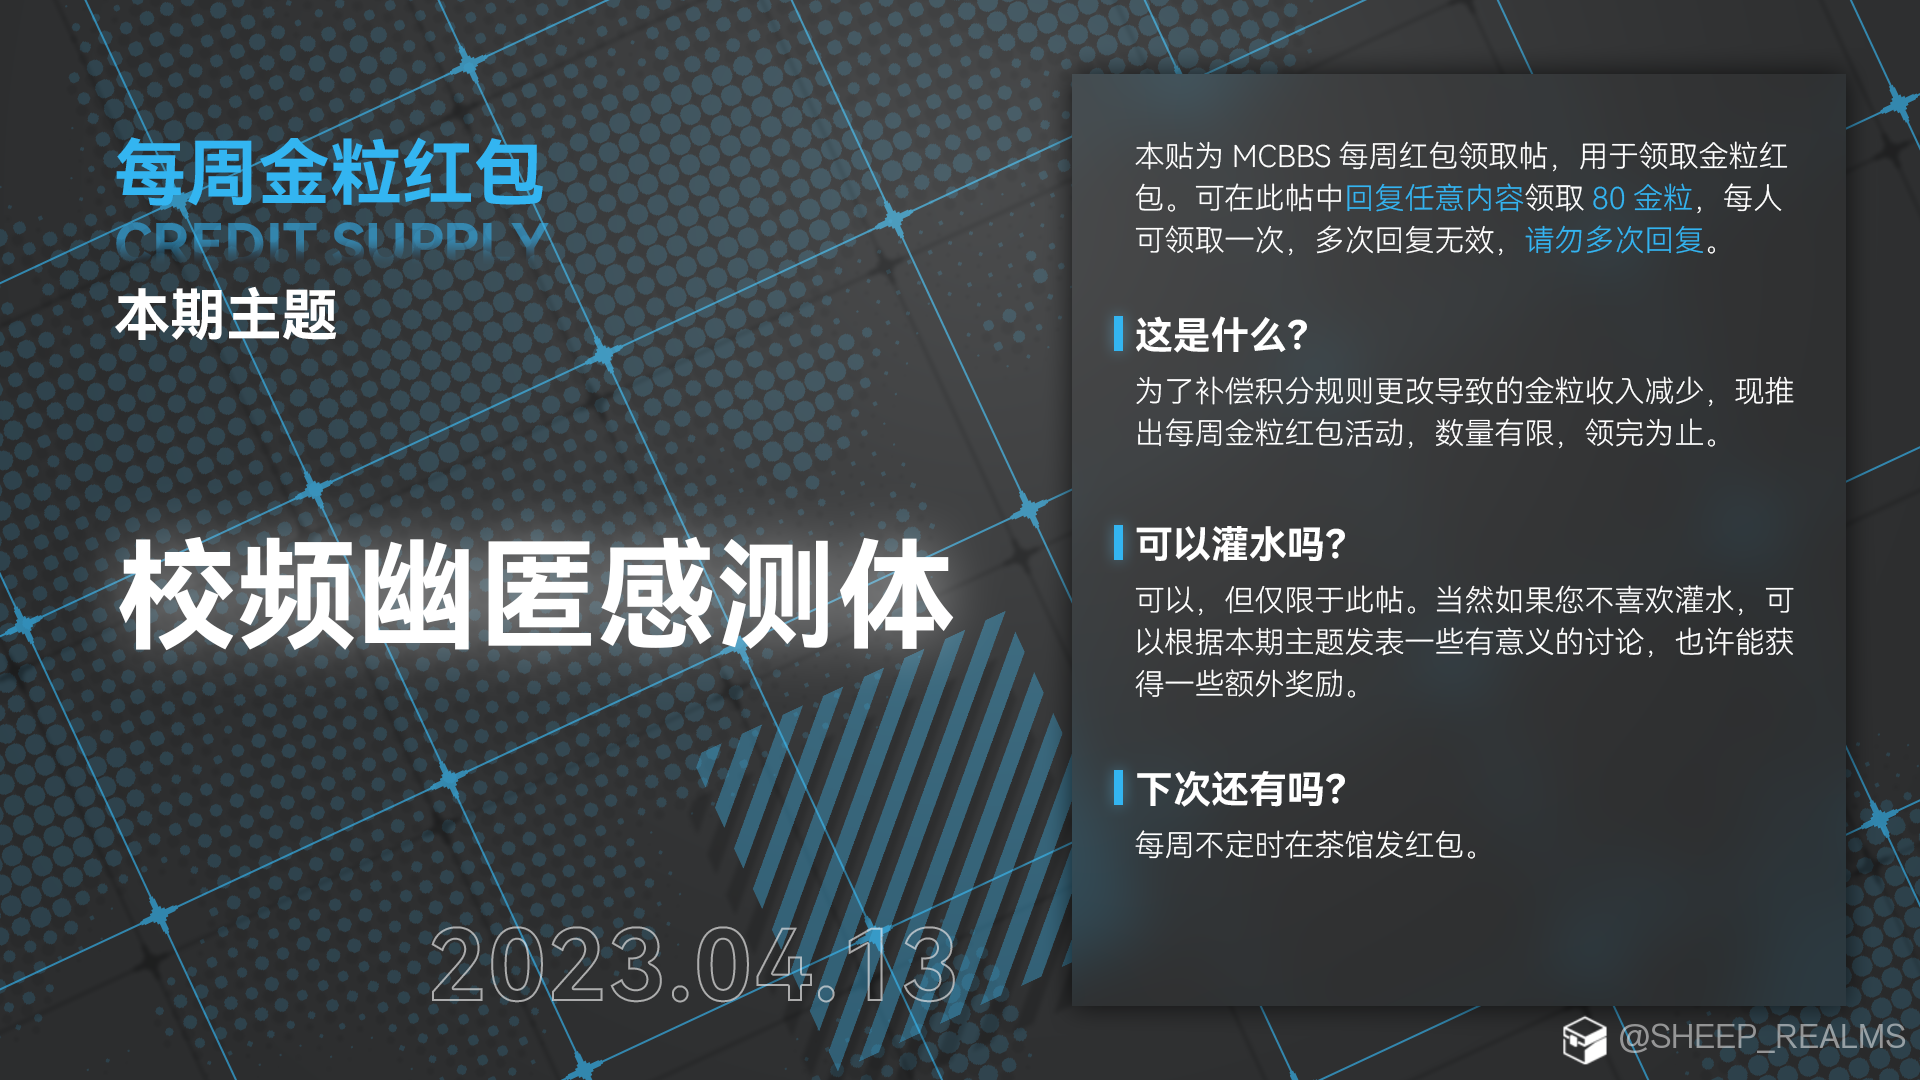 每周金粒红包
CREDIT SUPPLY
本期主题
校频幽匿感测体
2023.04.13
本贴为 MCBBS 每周红包领取帖，用于领取金粒红
包。可在此帖中回复任意内容领取 80 金粒，每人
可领取一次，多次回复无效，请勿多次回复。
这是什么?
为了补偿积分规则更改导致的金粒收入减少，现推
出每周金粒红包活动，数量有限，领完为止。
可以灌水吗?
可以，但仅限于此帖。当然如果您不喜欢灌水，可
以根据本期主题发表一些有意义的讨论，也许能获
得一些额外奖励。
下次还有吗?
每周不定时在茶馆发红包。
@SHEEP_REALMS